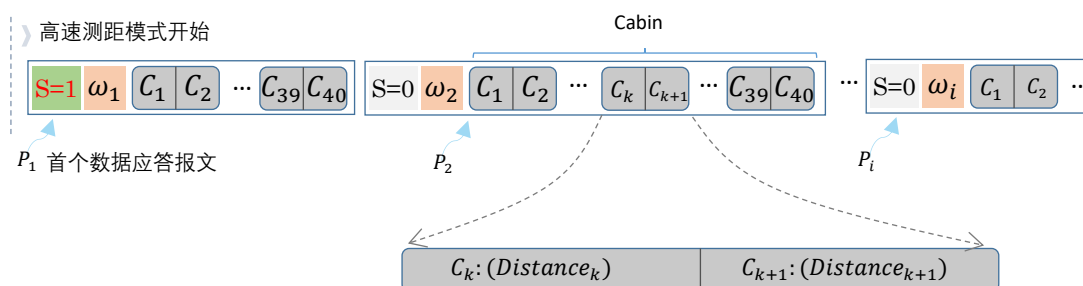 Cabin
高速测距模式开始
S=1 ω₁ C₁ C₂ ... C₃₉ C₄₀ S=0 ω₂ C₁ C₂ ... Cₖ Cₖ₊₁ ... C₃₉ C₄₀ ... S=0 ωᵢ C₁ C₂ ...
P₁ 首个数据应答报文 P₂ Pᵢ
Cₖ: (Distanceₖ) Cₖ₊₁: (Distanceₖ₊₁)